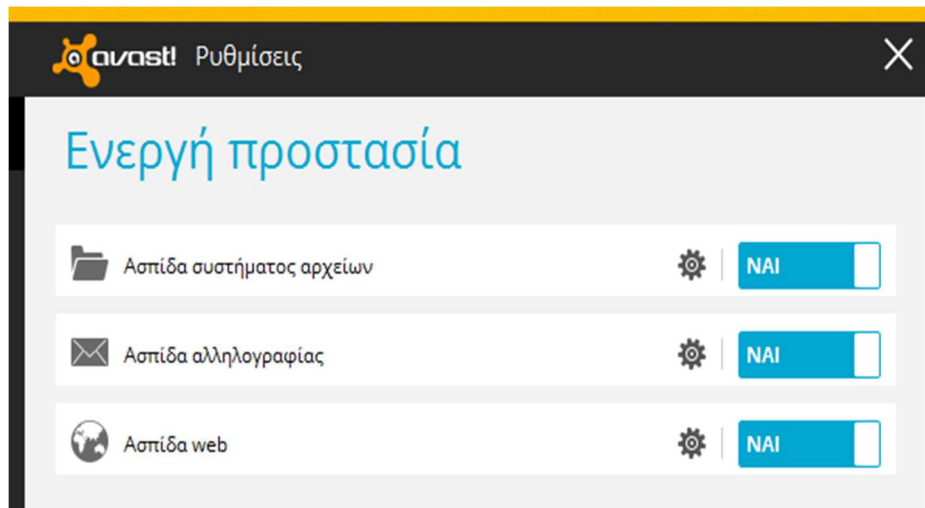 avast! Ρυθμίσεις
Ενεργή προστασία
Ασπίδα συστήματος αρχείων ΝΑΙ
Ασπίδα αλληλογραφίας ΝΑΙ
Ασπίδα web ΝΑΙ